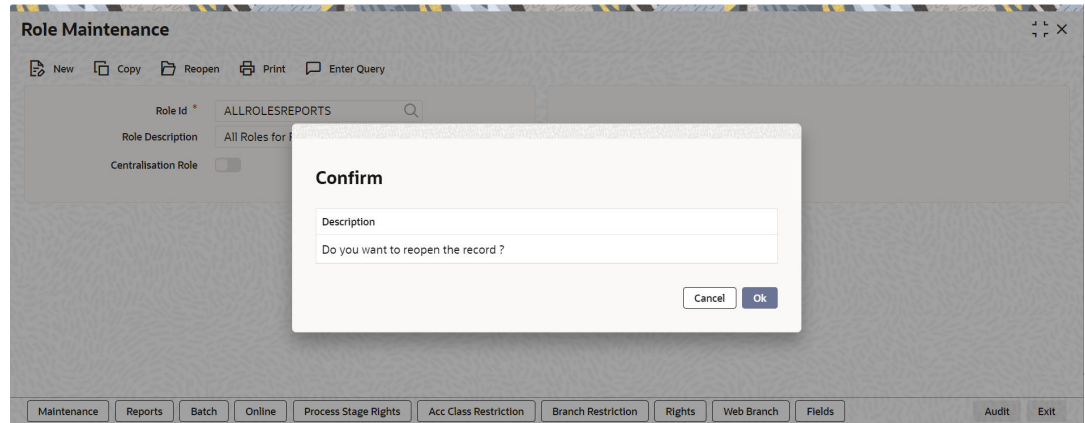 Role Maintenance
New Copy Reopen Print Enter Query
Role Id * ALLROLESREPORTS
Role Description All Roles for
Centralisation Role
Confirm
Description
Do you want to reopen the record ?
Cancel Ok
Maintenance Reports Batch Online Process Stage Rights Acc Class Restriction Branch Restriction Rights Web Branch Fields Audit Exit